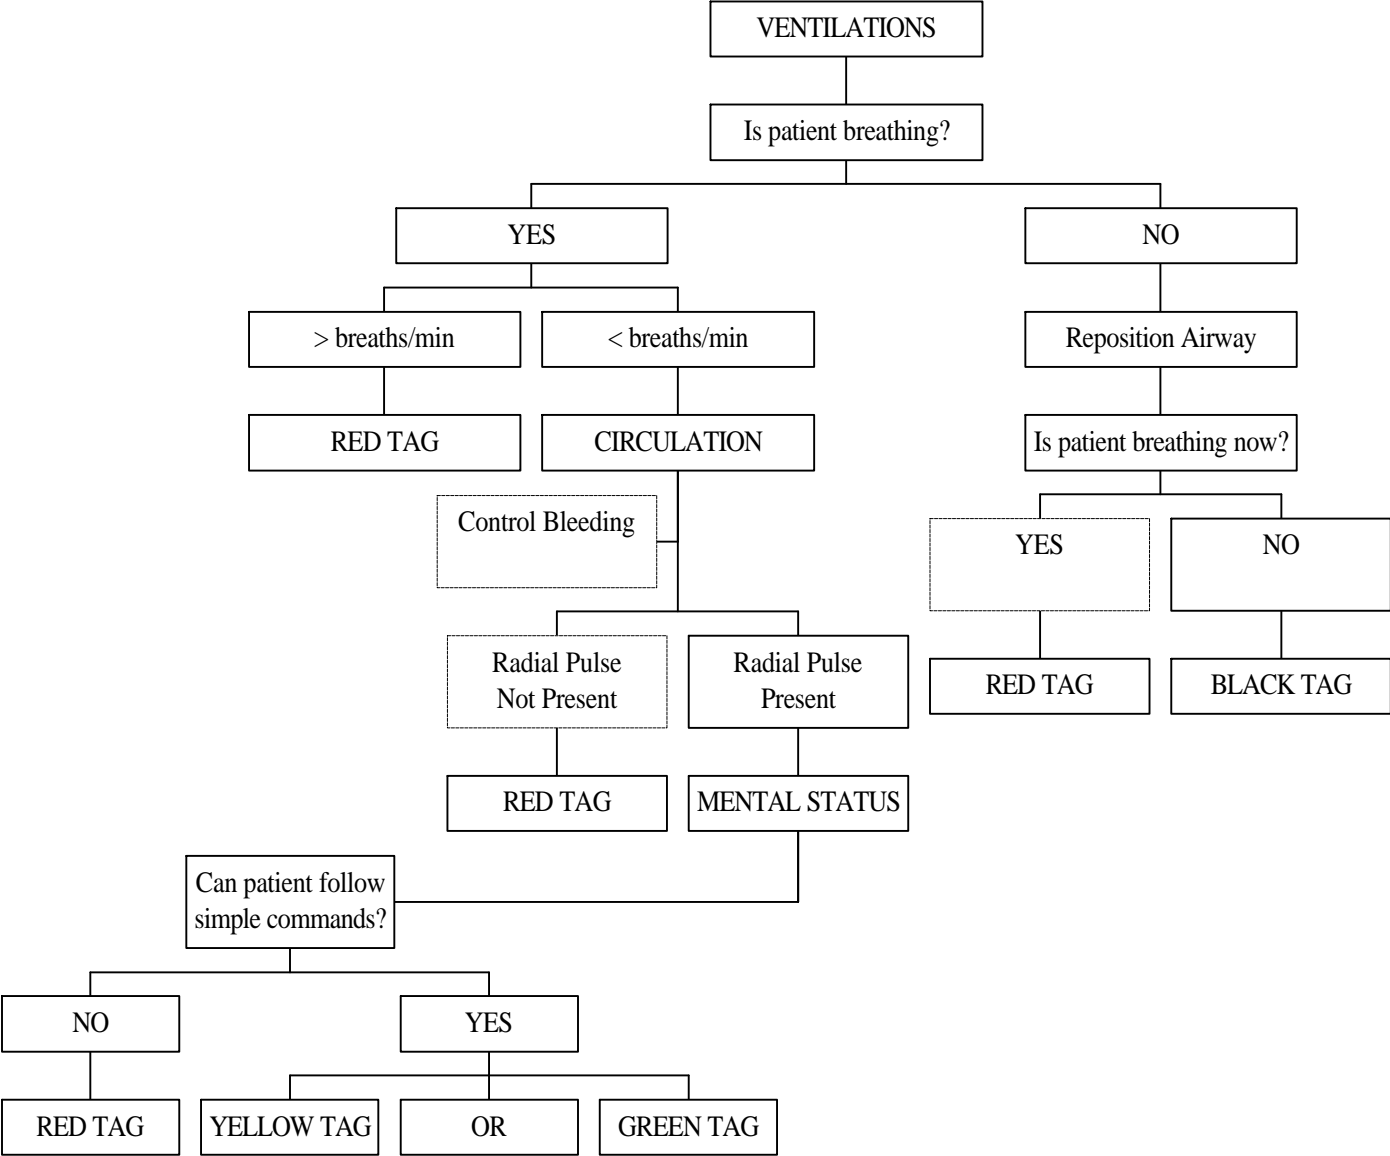 VENTILATIONS
Is patient breathing?
YES
NO
> breaths/min
< breaths/min
Reposition Airway
RED TAG
CIRCULATION
Is patient breathing now?
Control Bleeding
YES
NO
Radial Pulse
Not Present
Radial Pulse
Present
RED TAG
BLACK TAG
RED TAG
MENTAL STATUS
Can patient follow
simple commands?
NO
YES
RED TAG
YELLOW TAG
OR
GREEN TAG